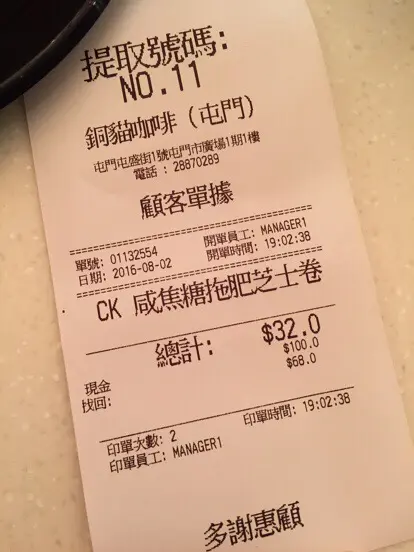 提取號碼:
NO.11
銅貓咖啡 (屯門)
屯門屯盛街1號屯門市廣場1期1樓
電話 : 28870289
顧客單據
單號: 01132554 開單員工: MANAGER1
日期: 2016-08-02 開單時間: 19:02:38
CK 咸焦糖拖肥芝士卷
總計: $32.0
現金 $100.0
找回: $68.0
印單次數: 2 印單時間: 19:02:38
印單員工: MANAGER1
多謝惠顧